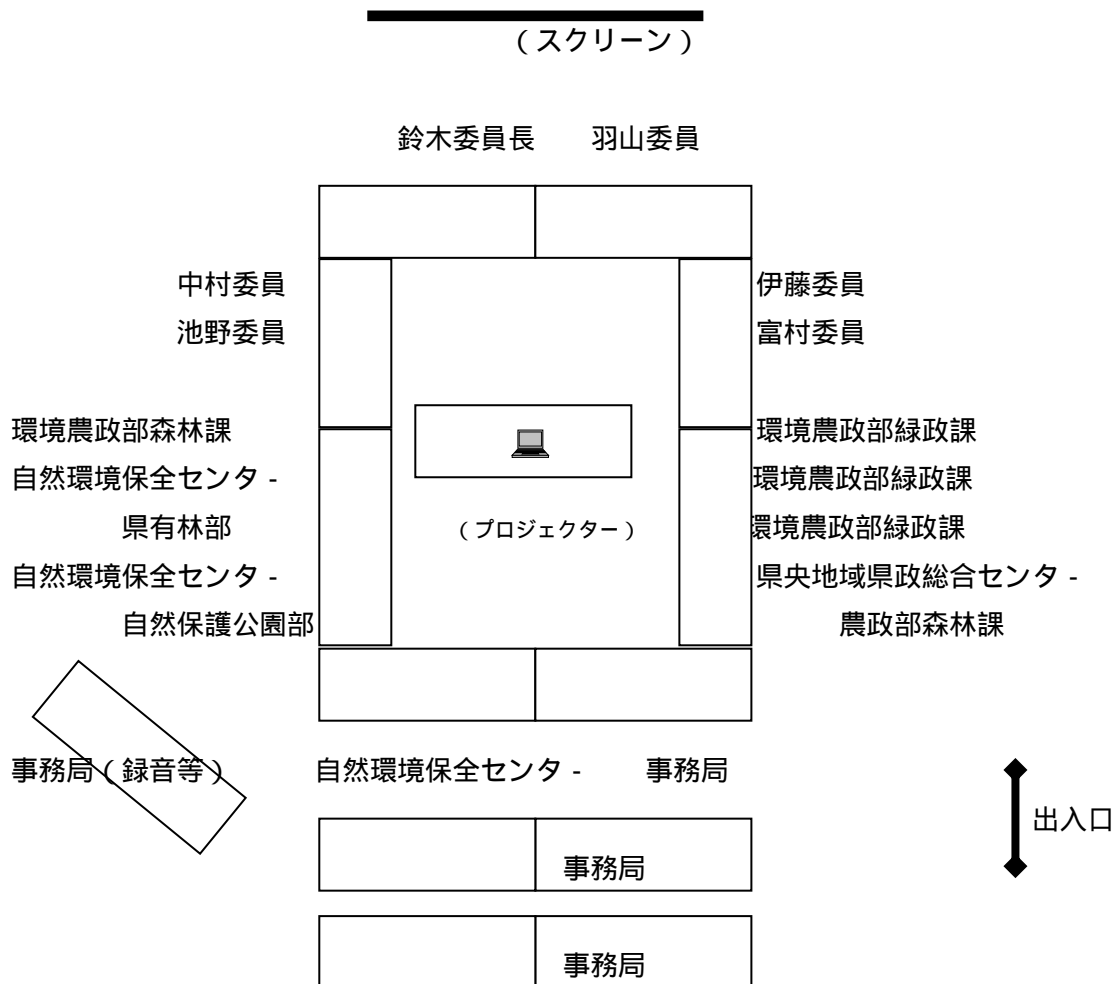 （スクリーン）
鈴木委員長 羽山委員
中村委員 伊藤委員
池野委員 富村委員
環境農政部森林課 環境農政部緑政課
自然環境保全センタ- 環境農政部緑政課
県有林部 （プロジェクター） 環境農政部緑政課
自然環境保全センタ- 県央地域県政総合センタ-
自然保護公園部 農政部森林課
事務局（録音等） 自然環境保全センタ- 事務局
出入口
事務局
事務局